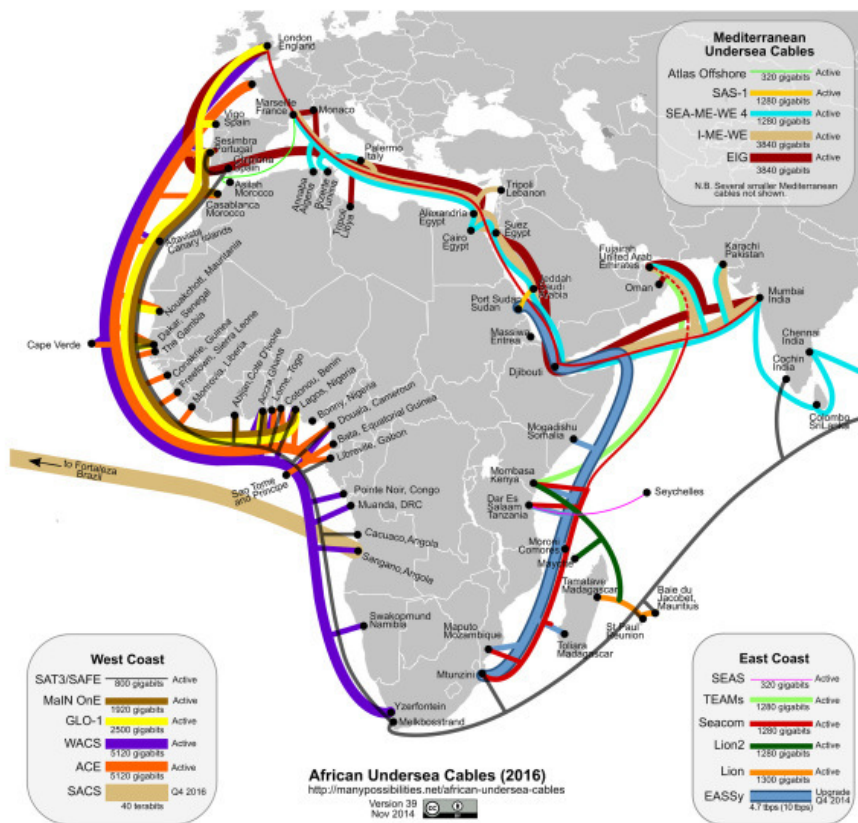 London
England
Vigo
Spain
Sesimbra
Portugal
Marseille
France
Monaco
Spain
Asilah
Morocco
Casablanca
Morocco
Annaba
Algeria
Bizerte
Tunisia
Palermo
Italy
Tripoli
Libya
Tripoli
Lebanon
Alexandria
Egypt
Cairo
Egypt
Suez
Egypt
Altavista
Canary Islands
Jeddah
Saudi
Arabia
Port Sudan
Sudan
Massiwa
Eretrea
Djibouti
Fujairah
United Arab
Emirates
Oman
Karachi
Pakistan
Mumbai
India
Chennai
India
Cochin
India
Colombo
Sri Lanka
Mediterranean
Undersea Cables
Atlas Offshore 320 gigabits Active
SAS-1 1280 gigabits Active
SEA-ME-WE 4 1280 gigabits Active
I-ME-WE 3840 gigabits Active
EIG 3840 gigabits Active
N.B. Several smaller Mediterranean
cables not shown.
Cape Verde
Nouakchott, Mauritania
Dakar, Senegal
The Gambia
Conakrie, Guinea
Freetown, Sierra Leone
Monrovia, Liberia
Abijan, Cote D'Ivoire
Accra, Ghana
Lome, Togo
Cotonou, Benin
Lagos, Nigeria
Bonny, Nigeria
Douala, Cameroun
Bata, Equatorial Guinea
Libreville, Gabon
Sao Tome
and Principe
to Fortaleza
Brazil
Pointe Noir, Congo
Muanda, DRC
Cacuaco, Angola
Sangano, Angola
Swakopmund
Namibia
Yzerfontein
Melkbosstrand
Mogadishu
Somalia
Mombasa
Kenya
Dar Es
Salaam
Tanzania
Seychelles
Moroni
Comores
Mayotte
Tamatave
Madagascar
Baie du
Jacobet,
Mauritius
St Paul
Reunion
Toliara
Madagascar
Maputo
Mozambique
Mtunzini
West Coast
SAT3/SAFE 800 gigabits Active
MaIN OnE 1920 gigabits Active
GLO-1 2500 gigabits Active
WACS 5120 gigabits Active
ACE 5120 gigabits Active
SACS 40 terabits Q4 2016
East Coast
SEAS 320 gigabits Active
TEAMs 1280 gigabits Active
Seacom 1280 gigabits Active
Lion2 1280 gigabits Active
Lion 1300 gigabits Active
EASSy 4.7 tbps (10 tbps) Upgrade Q4 2014
African Undersea Cables (2016)
http://manypossibilities.net/african-undersea-cables
Version 39
Nov 2014